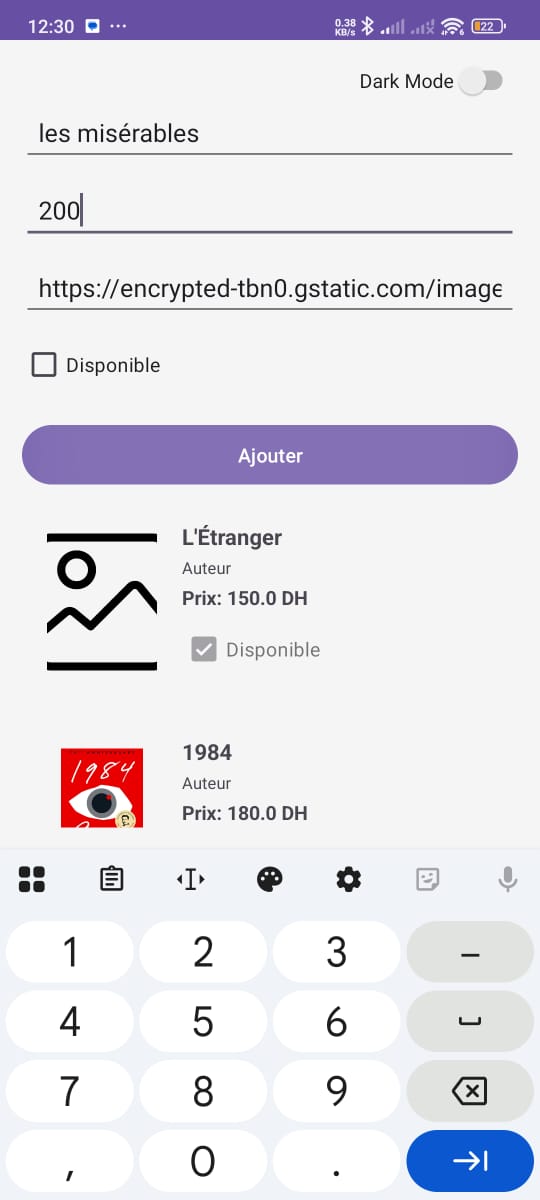 12:30 ... 0.38 KB/s 6 22
Dark Mode
les misérables
200
https://encrypted-tbn0.gstatic.com/image
Disponible
Ajouter
L'Étranger
Auteur
Prix: 150.0 DH
Disponible
1984
1984
Auteur
Prix: 180.0 DH
1 2 3 –
4 5 6
7 8 9
, 0 .